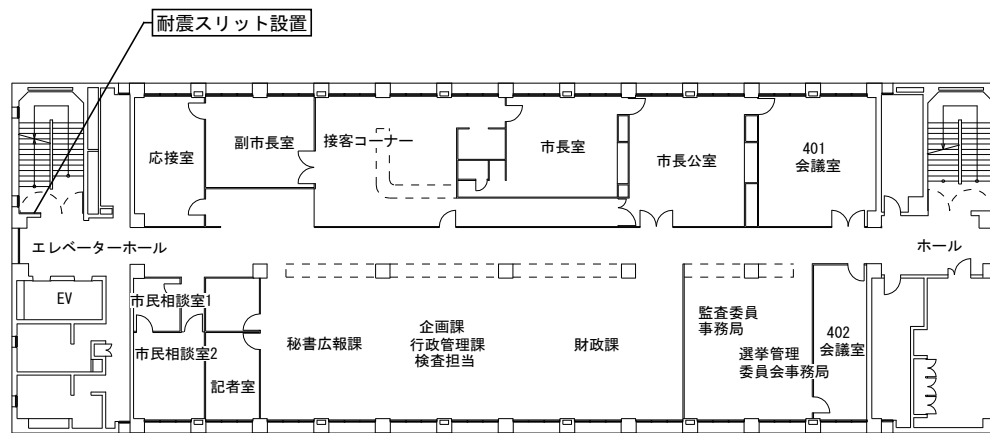 耐震スリット設置
応接室
副市長室
接客コーナー
市長室
市長公室
401
会議室
エレベーターホール
ホール
EV
市民相談室1
市民相談室2
記者室
秘書広報課
企画課
行政管理課
検査担当
財政課
監査委員
事務局
選挙管理
委員会事務局
402
会議室